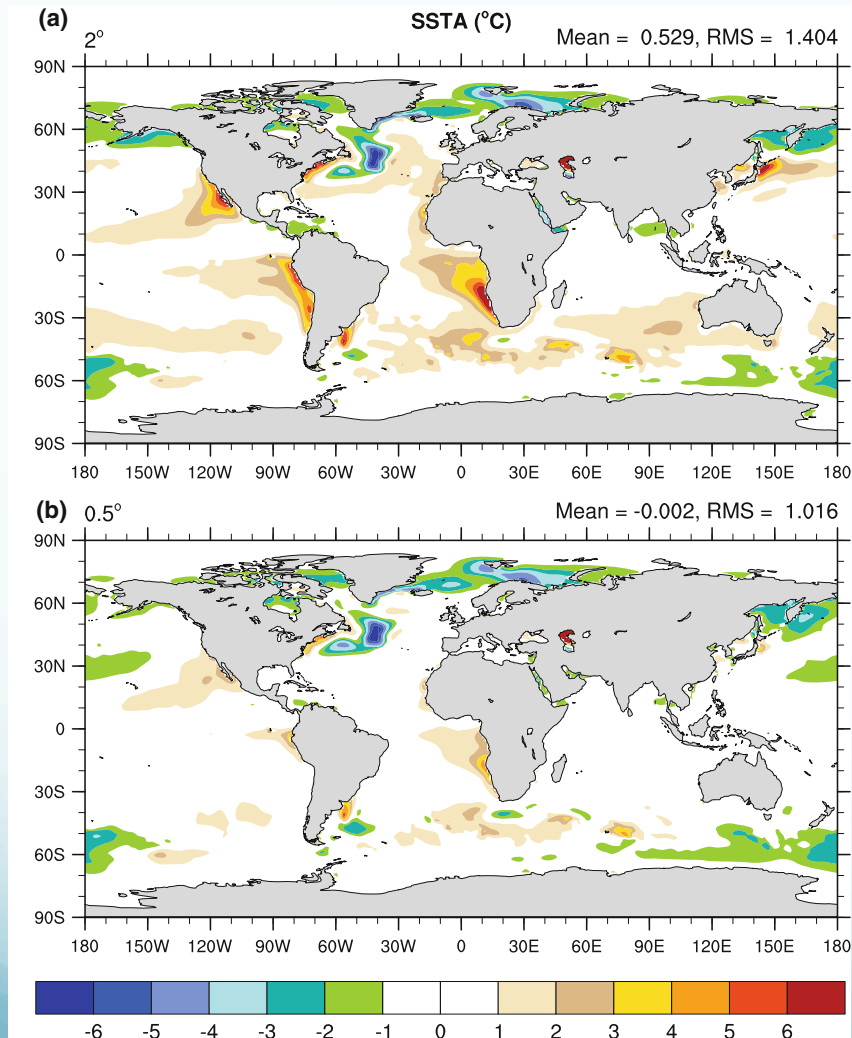 (a) SSTA (°C)
2° Mean = 0.529, RMS = 1.404
90N
60N
30N
0
30S
60S
90S
180 150W 120W 90W 60W 30W 0 30E 60E 90E 120E 150E 180
(b) 0.5° Mean = -0.002, RMS = 1.016
90N
60N
30N
0
30S
60S
90S
180 150W 120W 90W 60W 30W 0 30E 60E 90E 120E 150E 180
-6 -5 -4 -3 -2 -1 0 1 2 3 4 5 6